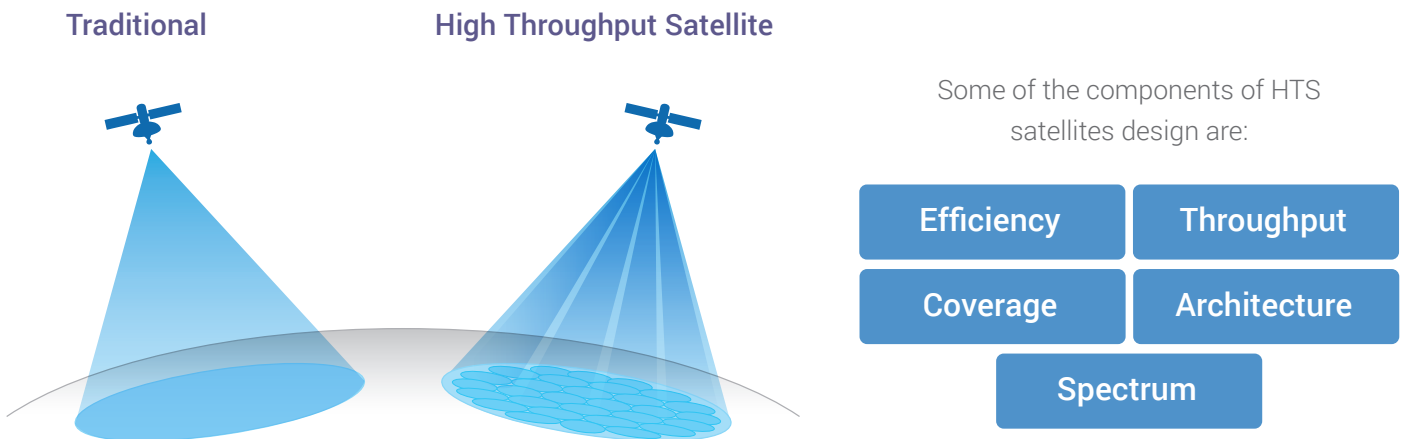 Traditional
High Throughput Satellite
Some of the components of HTS
satellites design are:
Efficiency
Throughput
Coverage
Architecture
Spectrum